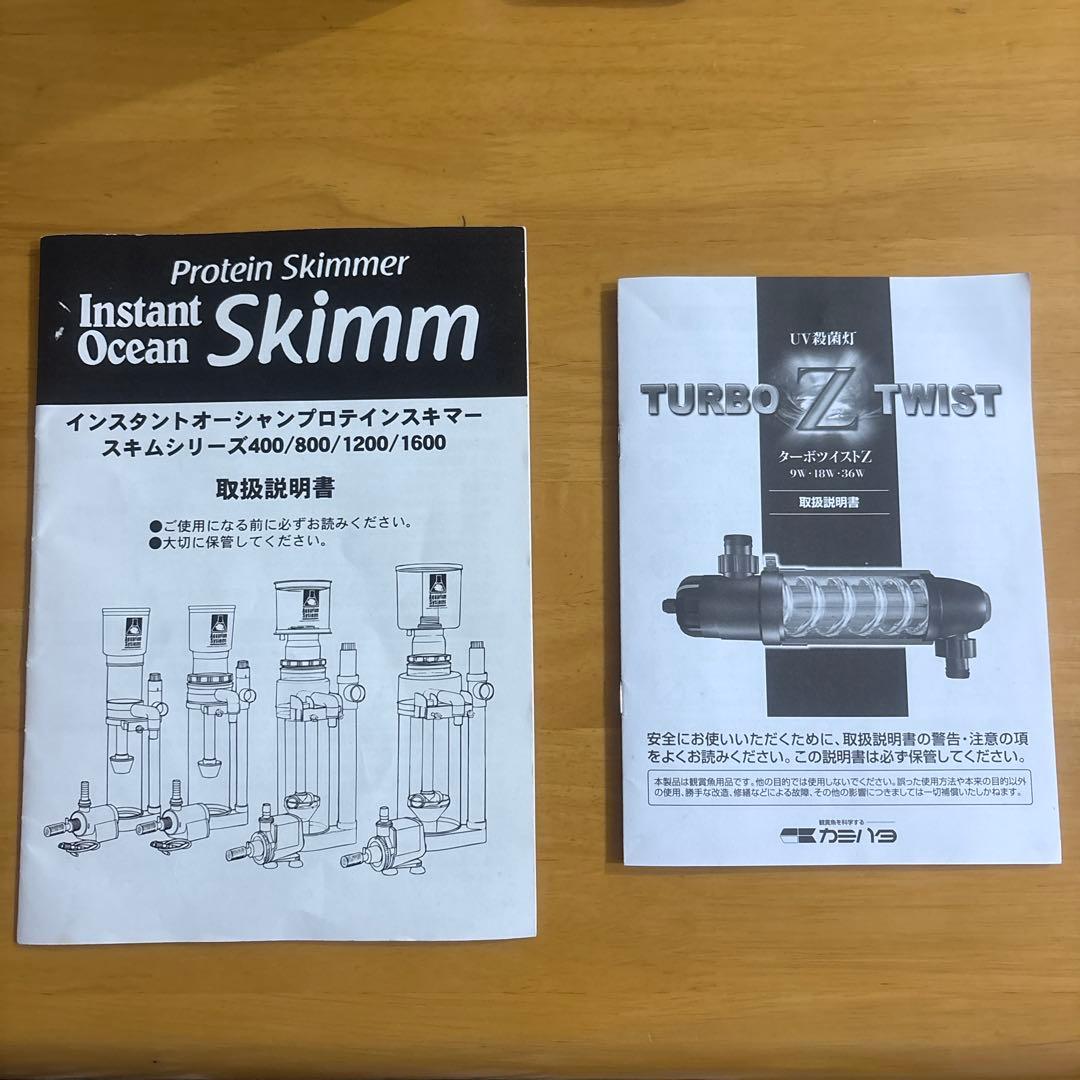 Protein Skimmer
Instant Ocean Skimm
インスタントオーシャンプロテインスキマー
スキムシリーズ400/800/1200/1600
取扱説明書
●ご使用になる前に必ずお読みください。
●大切に保管してください。
Aquarium Systems
Aquarium Systems
Aquarium Systems
Aquarium Systems
UV殺菌灯
TURBO Z TWIST
ターボツイストZ
9W・18W・36W
取扱説明書
安全にお使いいただくために、取扱説明書の警告・注意の項
をよくお読みください。この説明書は必ず保管してください。
本製品は観賞魚用品です。他の目的では使用しないでください。誤った使用方法や本来の目的以外
の使用、勝手な改造、修繕などによる故障、その他の影響につきましては一切補償いたしかねます。
観賞魚を科学する
カミハタ